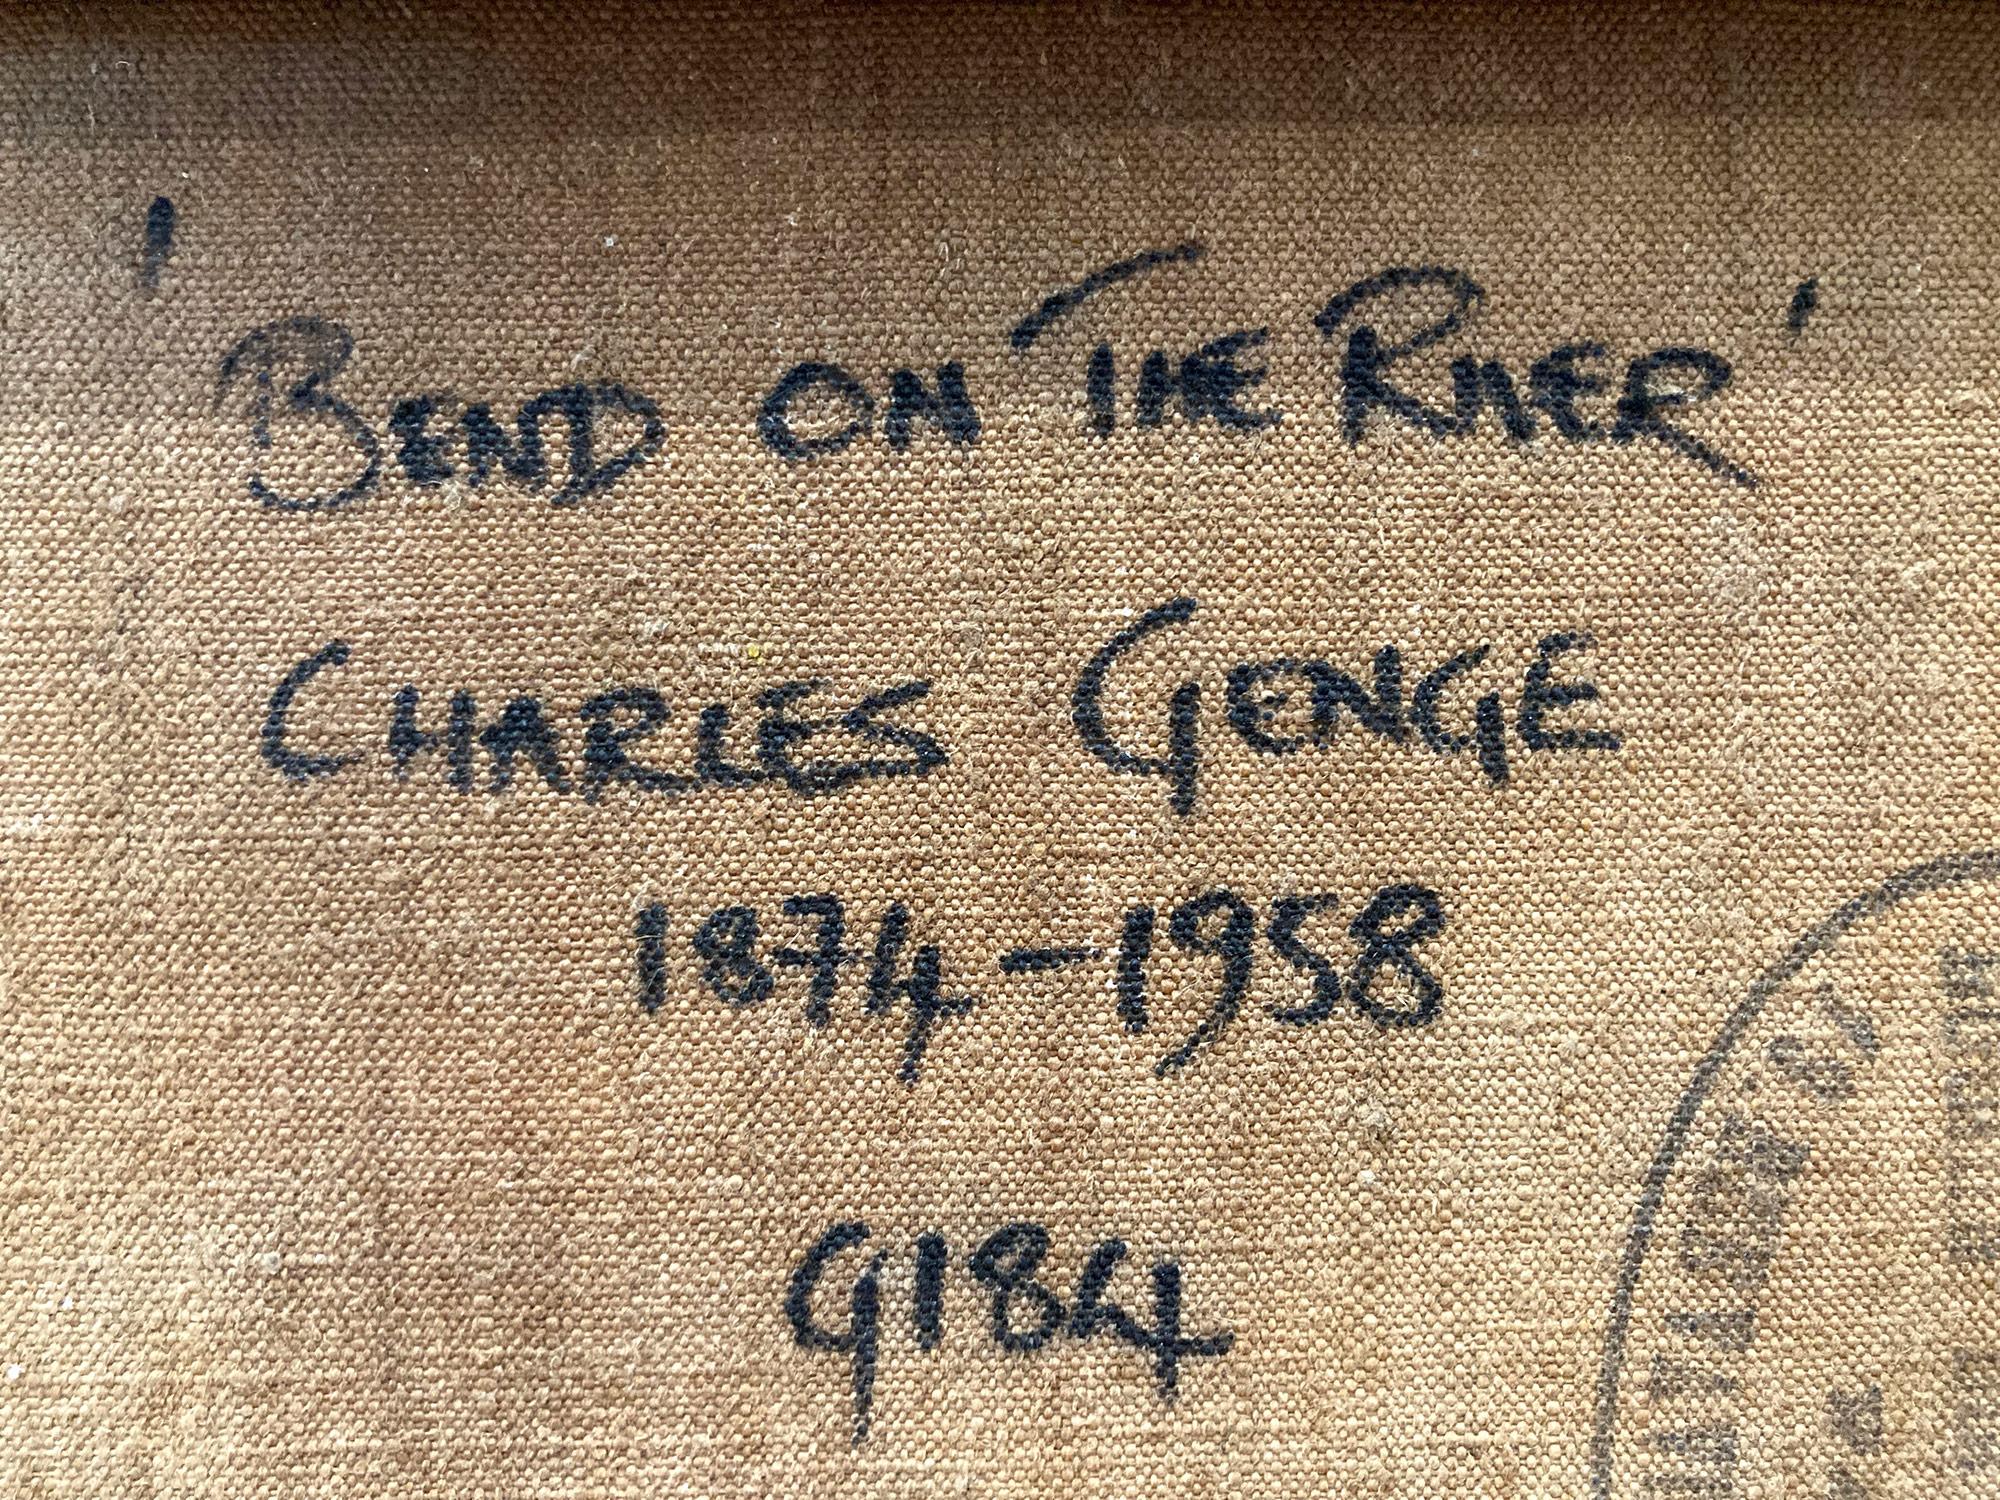 'BEND ON THE RIVER'
CHARLES GENGE
1874-1958
G184